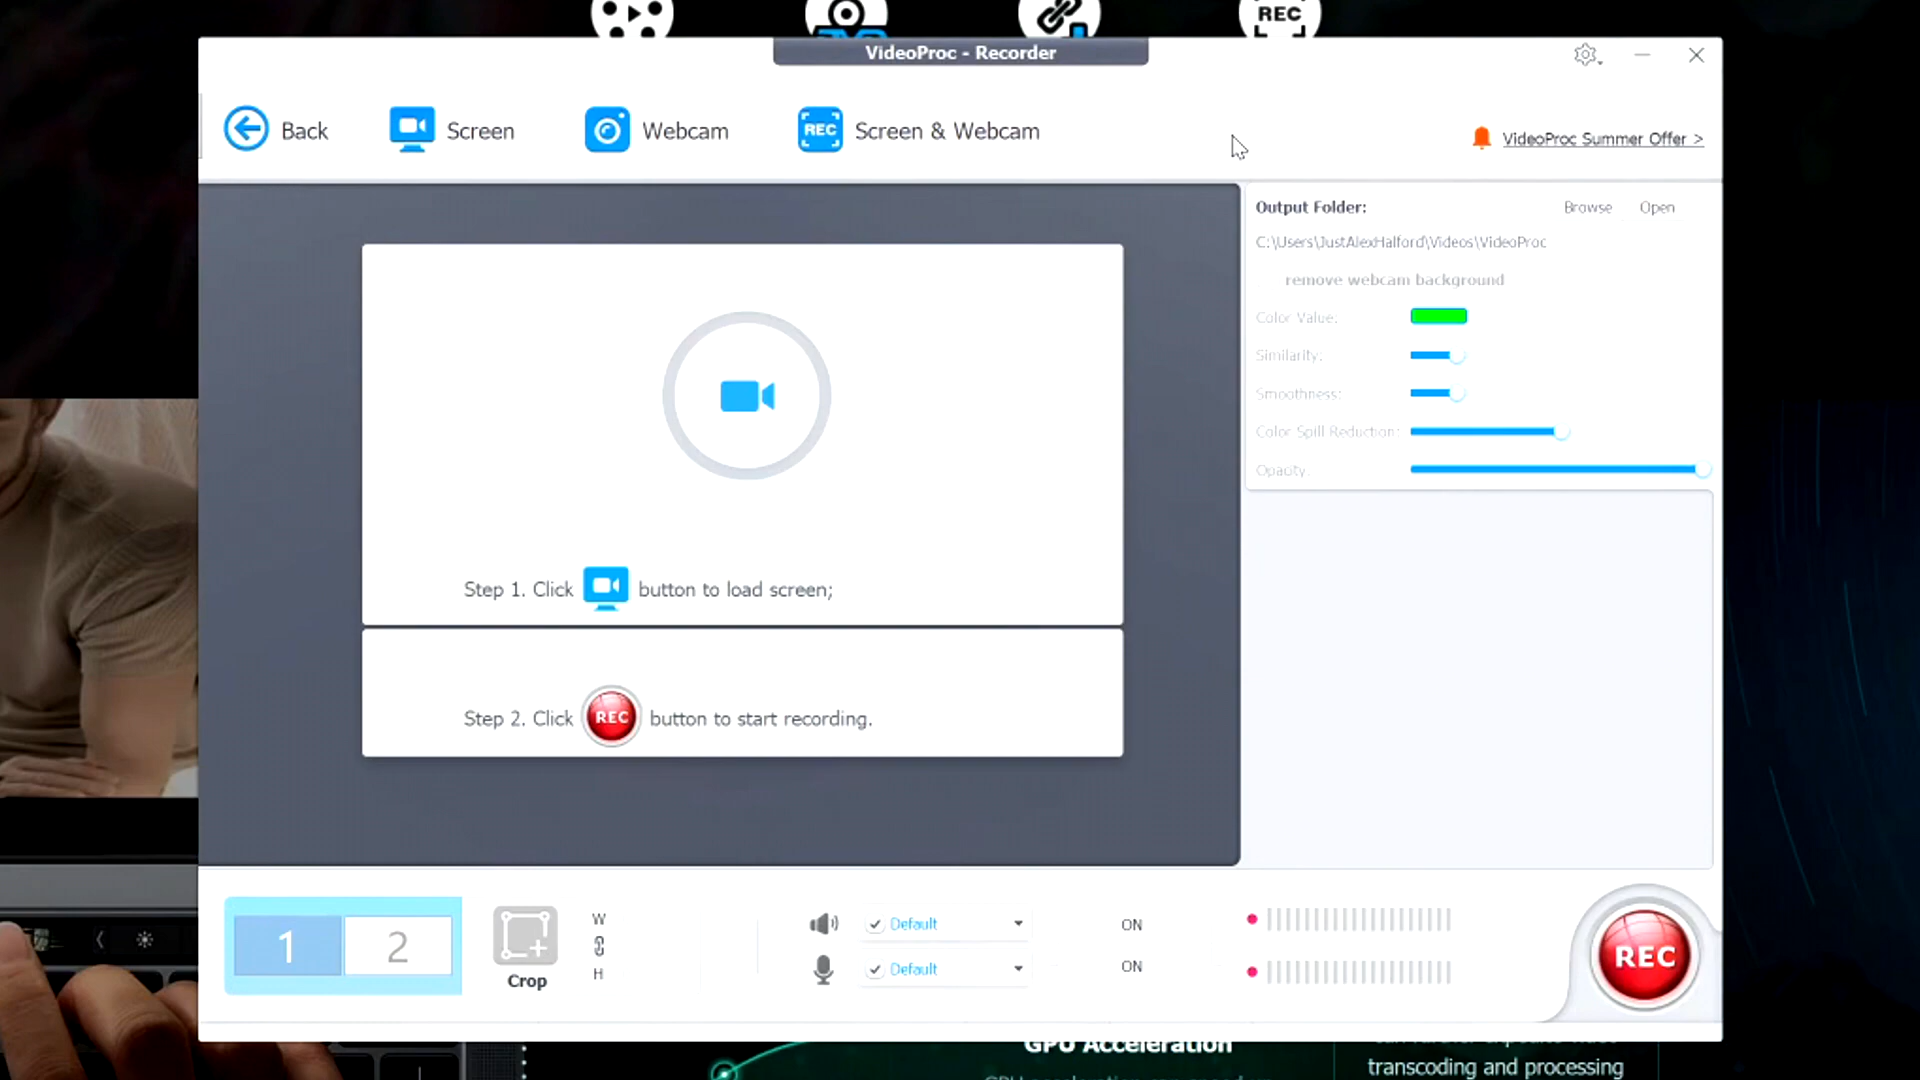 REC
VideoProc - Recorder
Back
Screen
Webcam
REC
Screen & Webcam
VideoProc Summer Offer >
Output Folder:
Browse
Open
C:\Users\JustAlexHalford\Videos\VideoProc
remove webcam background
Color Value:
Similarity:
Smoothness:
Color Spill Reduction:
Opacity:
Step 1. Click button to load screen;
Step 2. Click REC button to start recording.
1
2
Crop
W
H
Default
ON
Default
ON
REC
GPU Acceleration
transcoding and processing